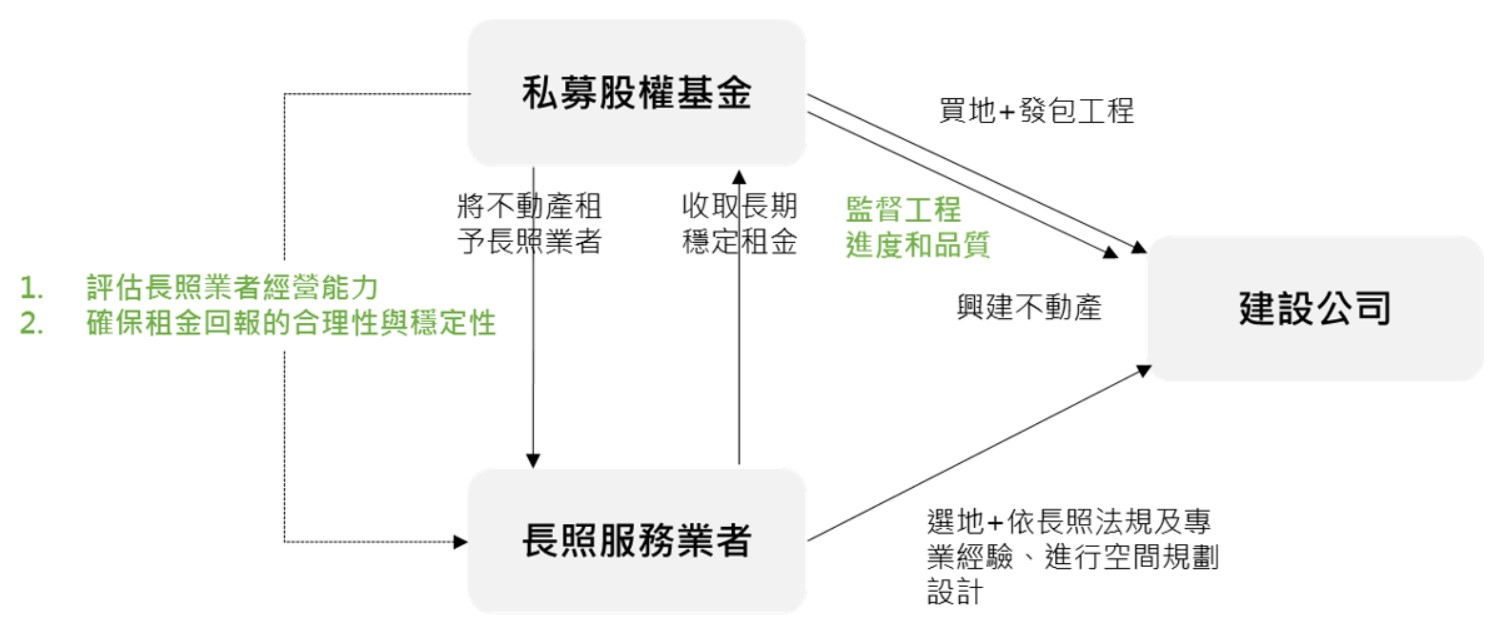 私募股權基金
買地+發包工程
將不動產租
予長照業者
收取長期
穩定租金
監督工程
進度和品質
1. 評估長照業者經營能力
2. 確保租金回報的合理性與穩定性
興建不動產
建設公司
長照服務業者
選地+依長照法規及專
業經驗、進行空間規劃
設計